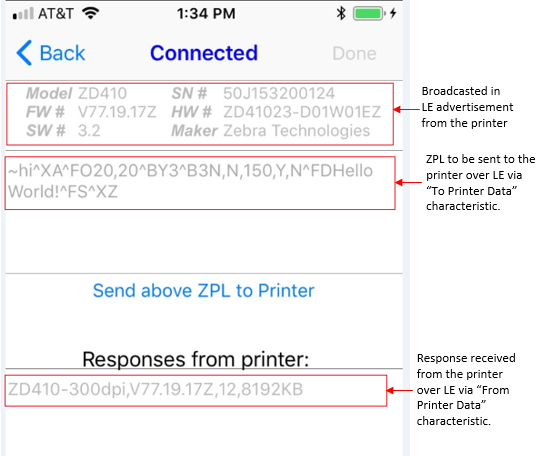 AT&T 1:34 PM
Back Connected Done
Model ZD410 SN # 50J153200124
FW # V77.19.17Z HW # ZD41023-D01W01EZ
SW # 3.2 Maker Zebra Technologies
Broadcasted in
LE advertisement
from the printer
~hi^XA^FO20,20^BY3^B3N,N,150,Y,N^FDHello
World!^FS^XZ
ZPL to be sent to the
printer over LE via
“To Printer Data”
characteristic.
Send above ZPL to Printer
Responses from printer:
ZD410-300dpi,V77.19.17Z,12,8192KB
Response received
from the printer
over LE via “From
Printer Data”
characteristic.